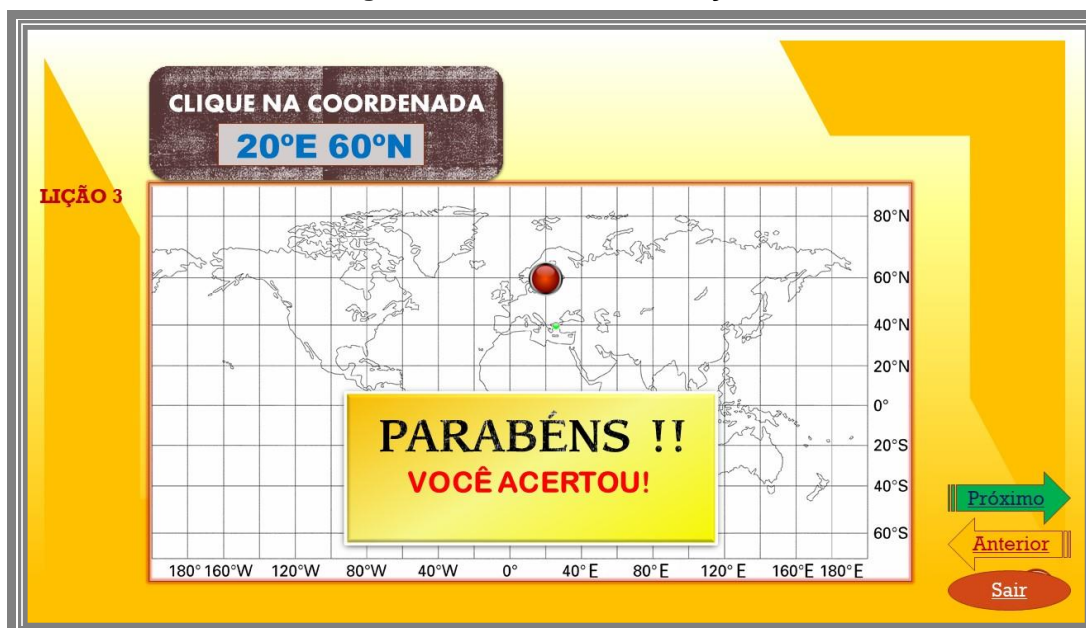 CLIQUE NA COORDENADA
20ºE 60ºN
LIÇÃO 3
80°N
60°N
40°N
20°N
0°
20°S
40°S
60°S
180° 160°W 120°W 80°W 40°W 0° 40°E 80°E 120°E 160°E 180°E
PARABÉNS !!
VOCÊ ACERTOU!
Próximo
Anterior
Sair